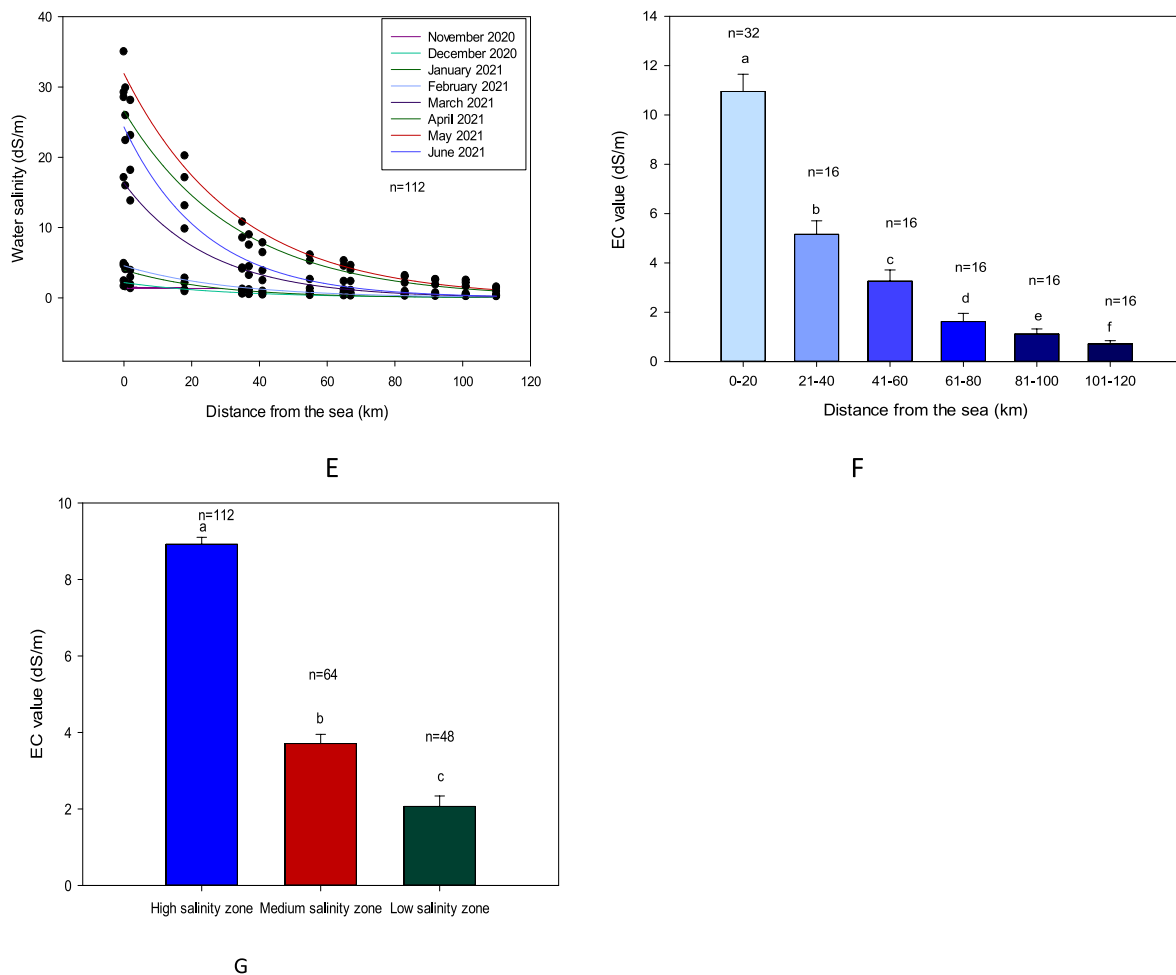 40
30
20
10
0
Water salinity (dS/m)
November 2020
December 2020
January 2021
February 2021
March 2021
April 2021
May 2021
June 2021
n=112
0 20 40 60 80 100 120
Distance from the sea (km)
E
14
12
10
8
6
4
2
0
EC value (dS/m)
n=32
a
n=16
b
n=16
c
n=16
d
n=16
e
n=16
f
0-20 21-40 41-60 61-80 81-100 101-120
Distance from the sea (km)
F
10
8
6
4
2
0
EC value (dS/m)
n=112
a
n=64
b
n=48
c
High salinity zone Medium salinity zone Low salinity zone
G